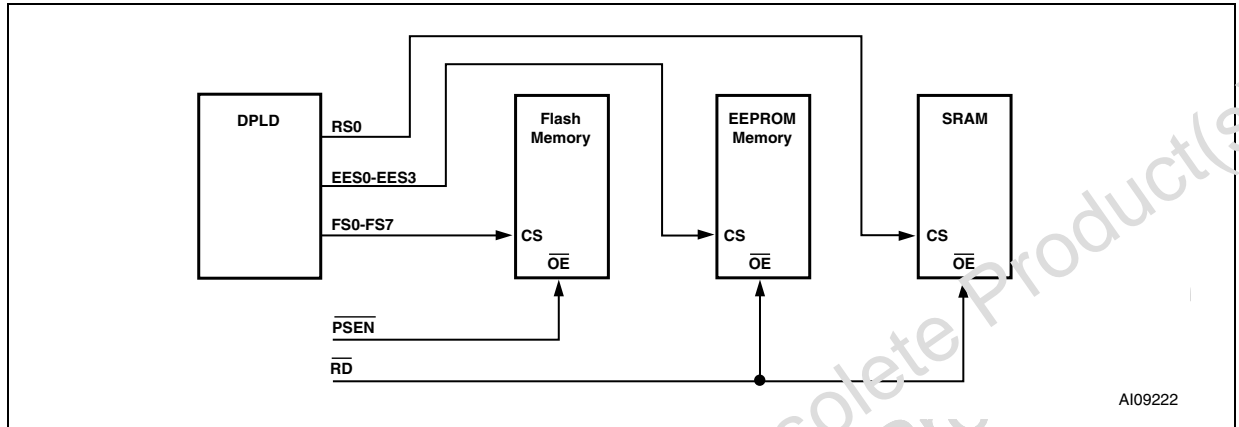 DPLD
RS0
EES0-EES3
FS0-FS7
Flash
Memory
CS
OE
EEPROM
Memory
CS
OE
SRAM
CS
OE
PSEN
RD
AI09222